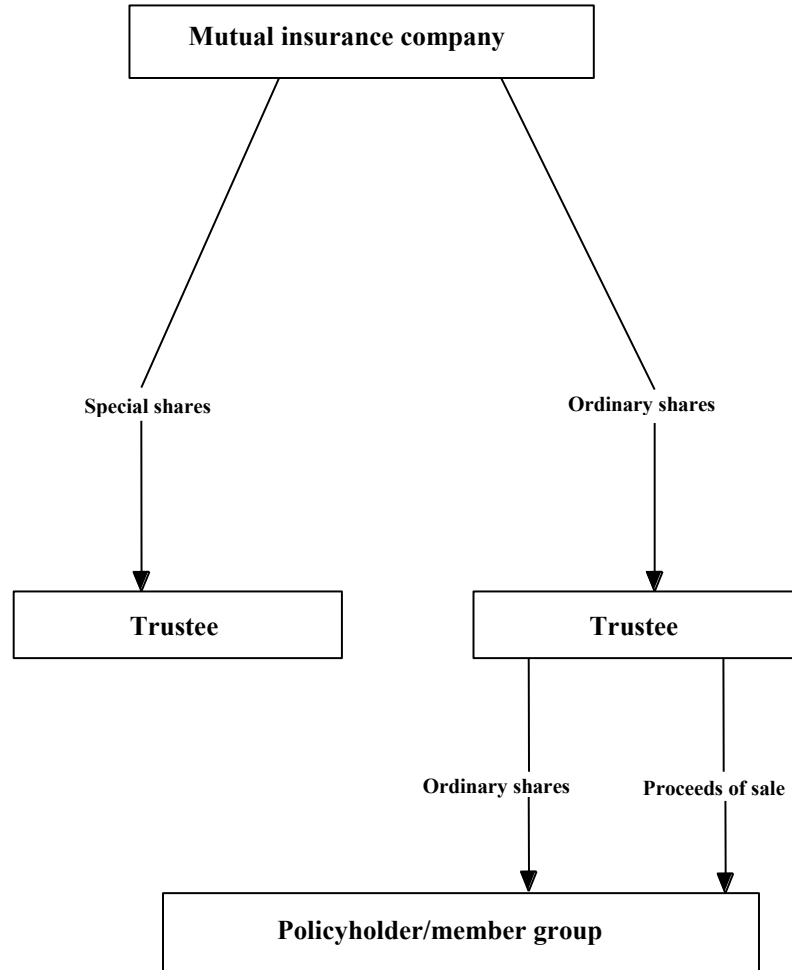 Mutual insurance company
Special shares
Ordinary shares
Trustee
Trustee
Ordinary shares
Proceeds of sale
Policyholder/member group